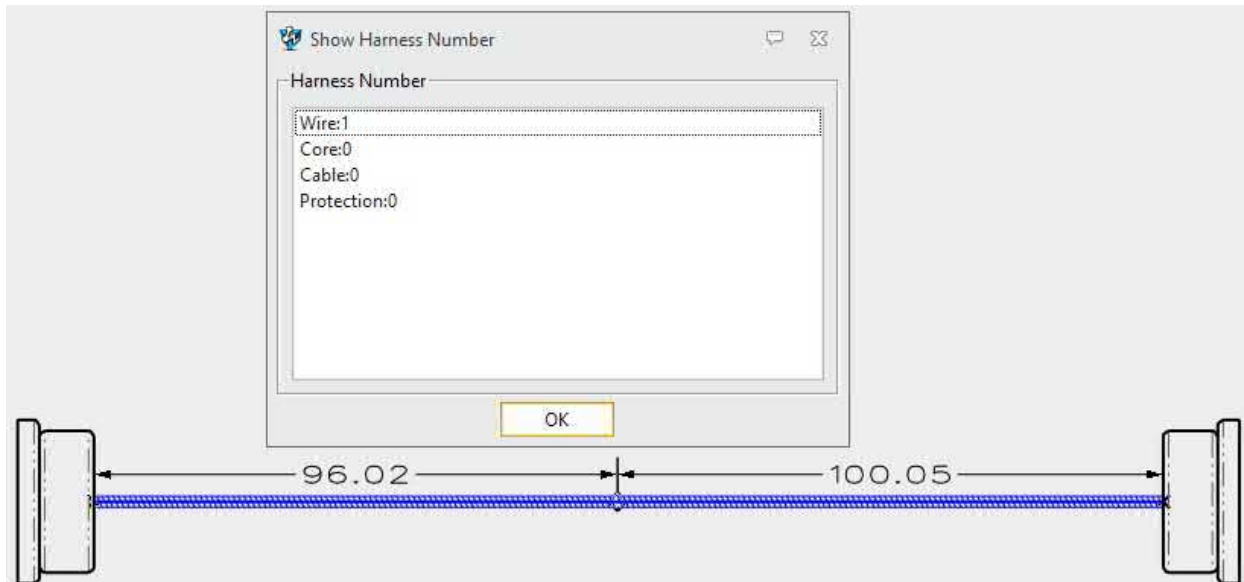 Show Harness Number
Harness Number
Wire:1
Core:0
Cable:0
Protection:0
OK
96.02 100.05